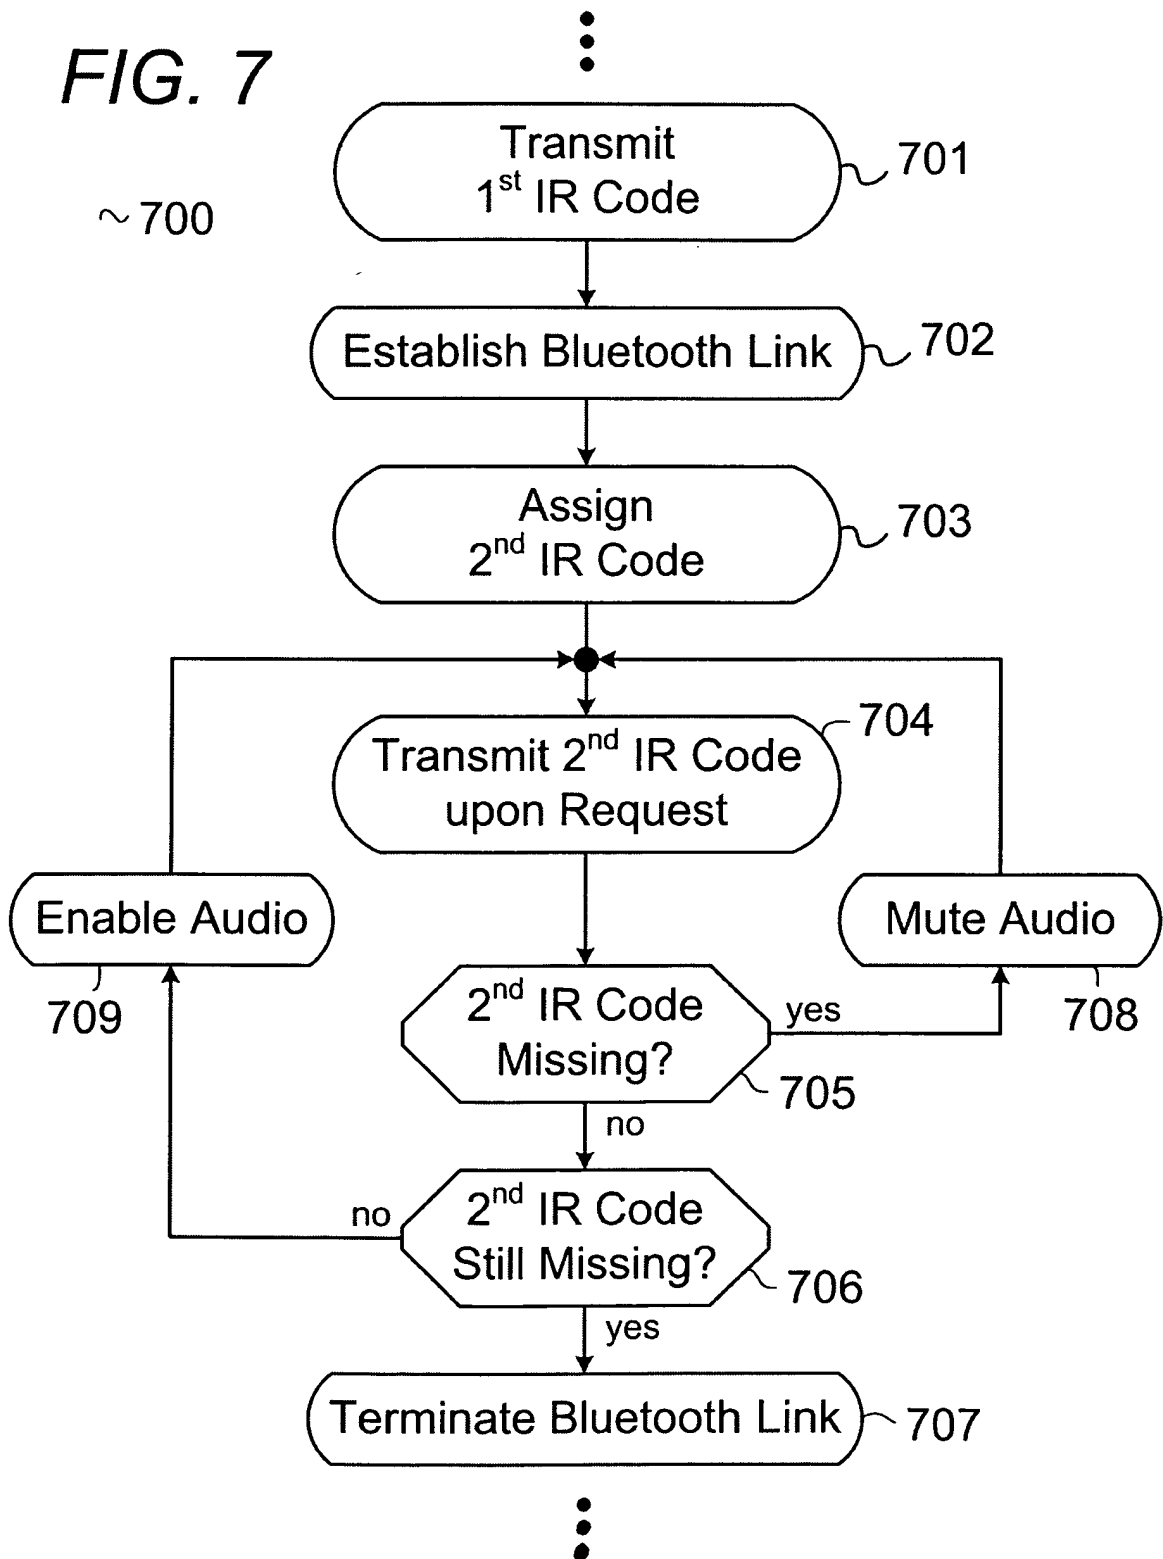 FIG. 7
~700
Transmit
1st IR Code
701
Establish Bluetooth Link
702
Assign
2nd IR Code
703
704
Transmit 2nd IR Code
upon Request
Enable Audio
709
Mute Audio
708
2nd IR Code
Missing?
yes
705
no
2nd IR Code
Still Missing?
no
706
yes
Terminate Bluetooth Link
707